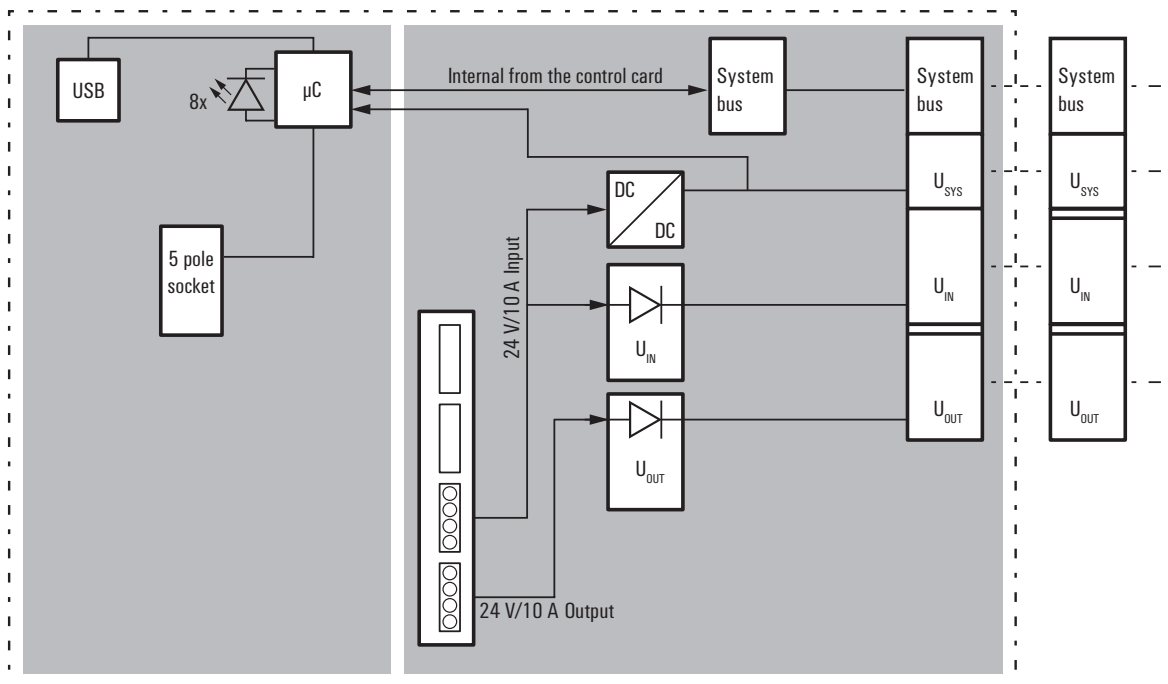 USB
8x
µC
Internal from the control card
System
bus
System
bus
System
bus
5 pole
socket
DC
DC
24 V/10 A Input
U_SYS
U_SYS
U_IN
U_IN
U_IN
U_OUT
U_OUT
U_OUT
24 V/10 A Output